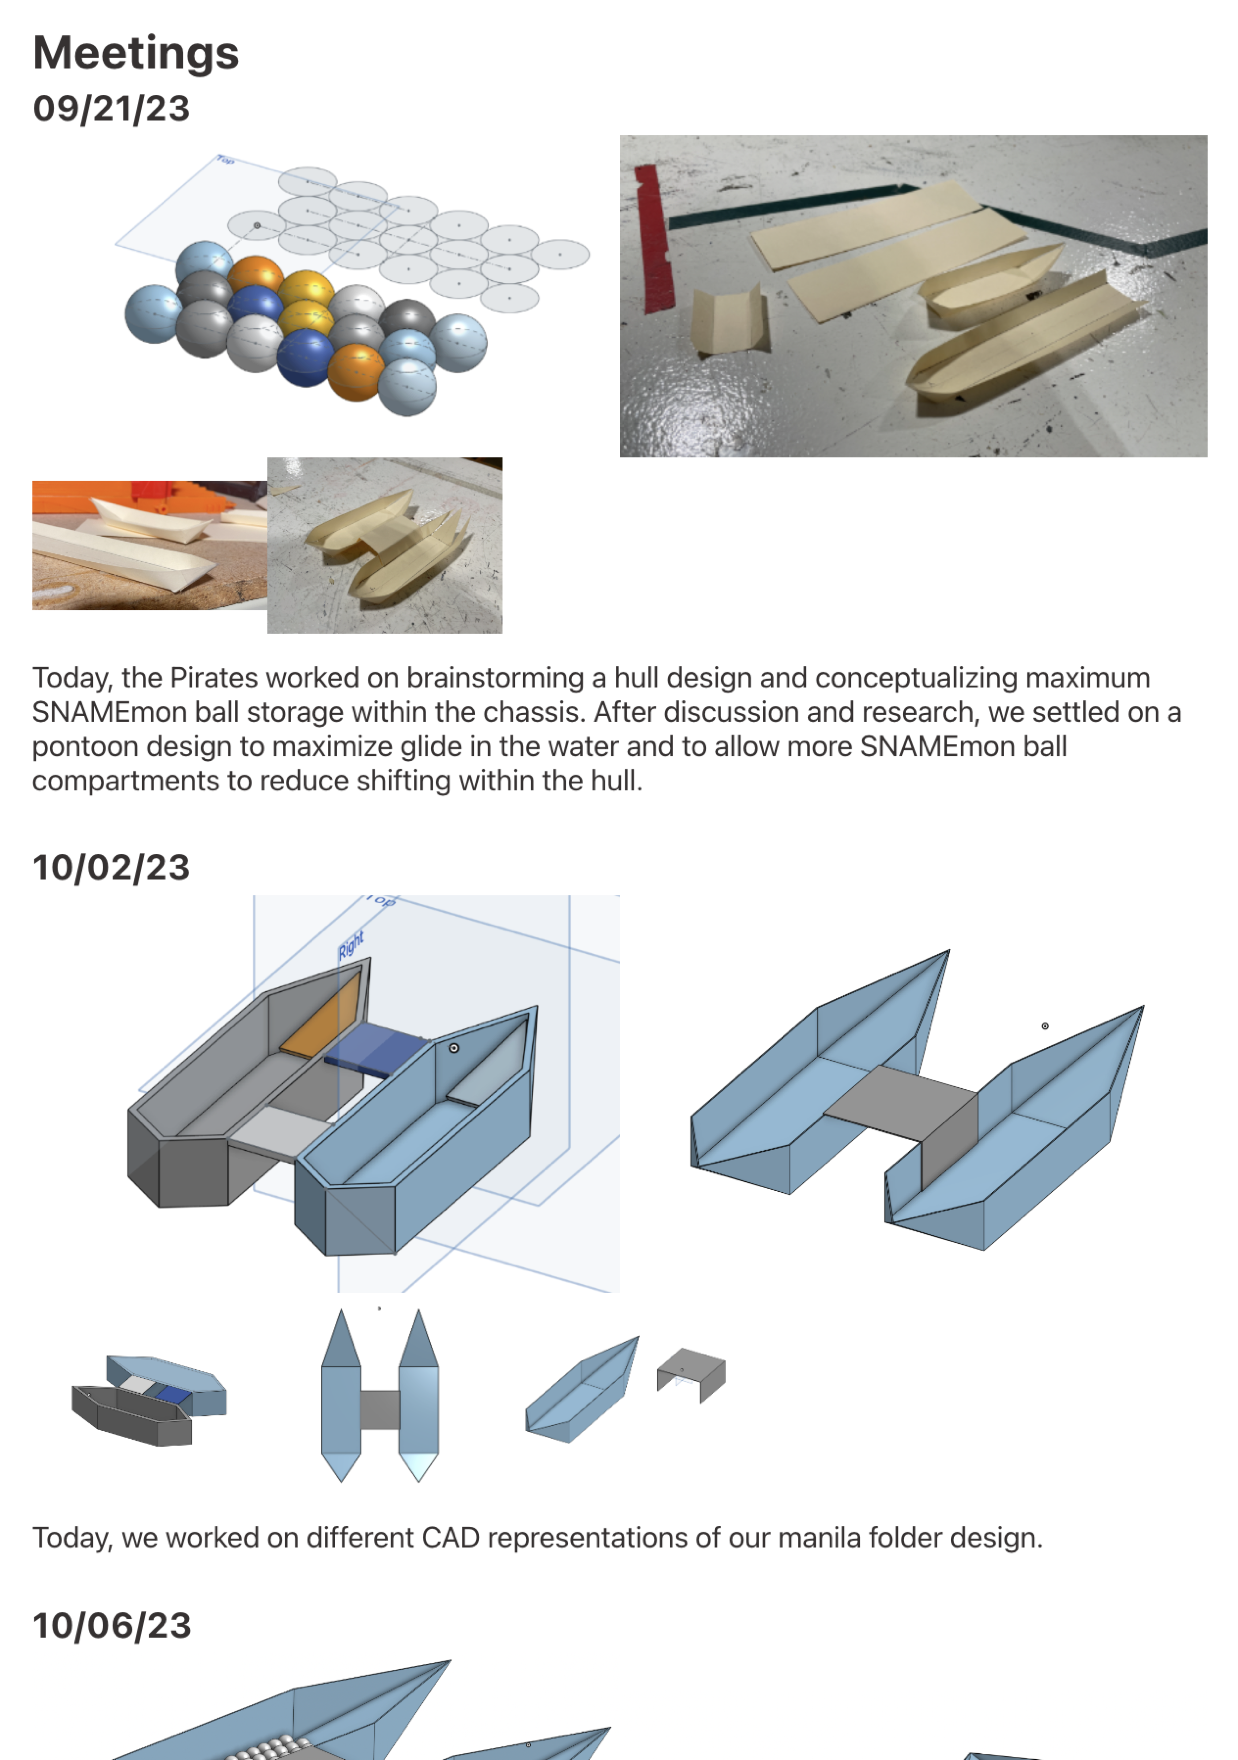 Meetings
09/21/23
Top
Today, the Pirates worked on brainstorming a hull design and conceptualizing maximum
SNAMEmon ball storage within the chassis. After discussion and research, we settled on a
pontoon design to maximize glide in the water and to allow more SNAMEmon ball
compartments to reduce shifting within the hull.
10/02/23
Top
Right
Today, we worked on different CAD representations of our manila folder design.
10/06/23